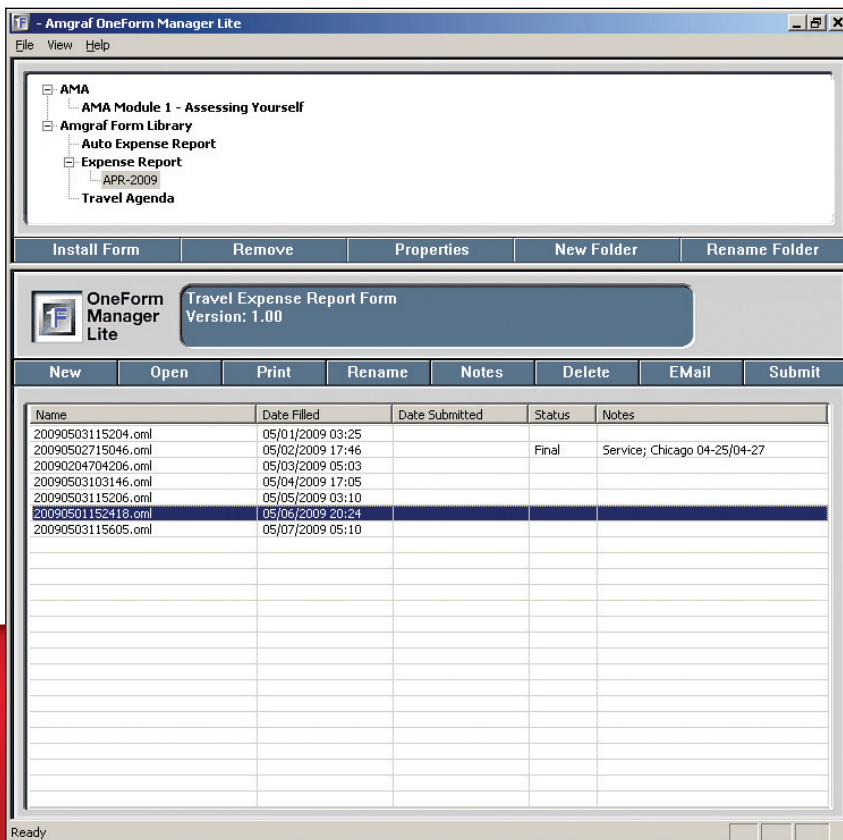 - Amgraf OneForm Manager Lite
File View Help
AMA
AMA Module 1 - Assessing Yourself
Amgraf Form Library
Auto Expense Report
Expense Report
APR-2009
Travel Agenda
Install Form Remove Properties New Folder Rename Folder
1F OneForm Manager Lite
Travel Expense Report Form
Version: 1.00
New Open Print Rename Notes Delete EMail Submit
Name Date Filled Date Submitted Status Notes
20090503115204.oml 05/01/2009 03:25
20090502715046.oml 05/02/2009 17:46 Final Service; Chicago 04-25/04-27
20090204704206.oml 05/03/2009 05:03
20090503103146.oml 05/04/2009 17:05
20090503115206.oml 05/05/2009 03:10
20090501152418.oml 05/06/2009 20:24
20090503115605.oml 05/07/2009 05:10
Ready